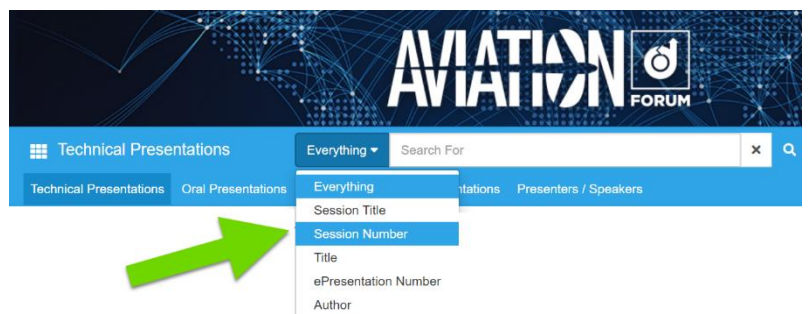 AVIATION FORUM
Technical Presentations Everything Search For
Technical Presentations Oral Presentations ntations Presenters / Speakers
Everything
Session Title
Session Number
Title
ePresentation Number
Author